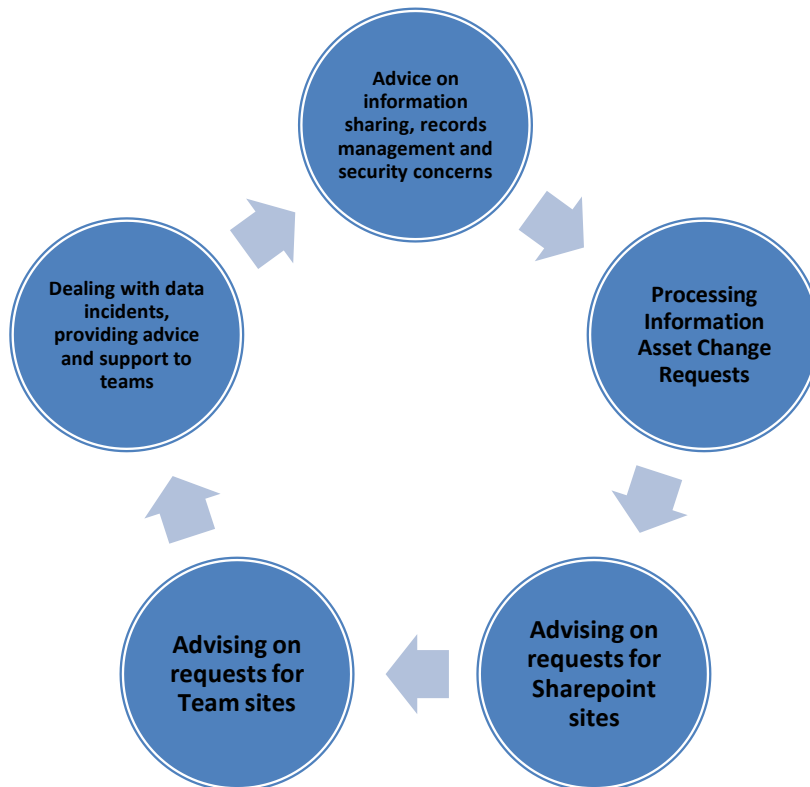 Advice on
information
sharing, records
management and
security concerns
Processing
Information
Asset Change
Requests
Advising on
requests for
Sharepoint
sites
Advising on
requests for
Team sites
Dealing with data
incidents,
providing advice
and support to
teams